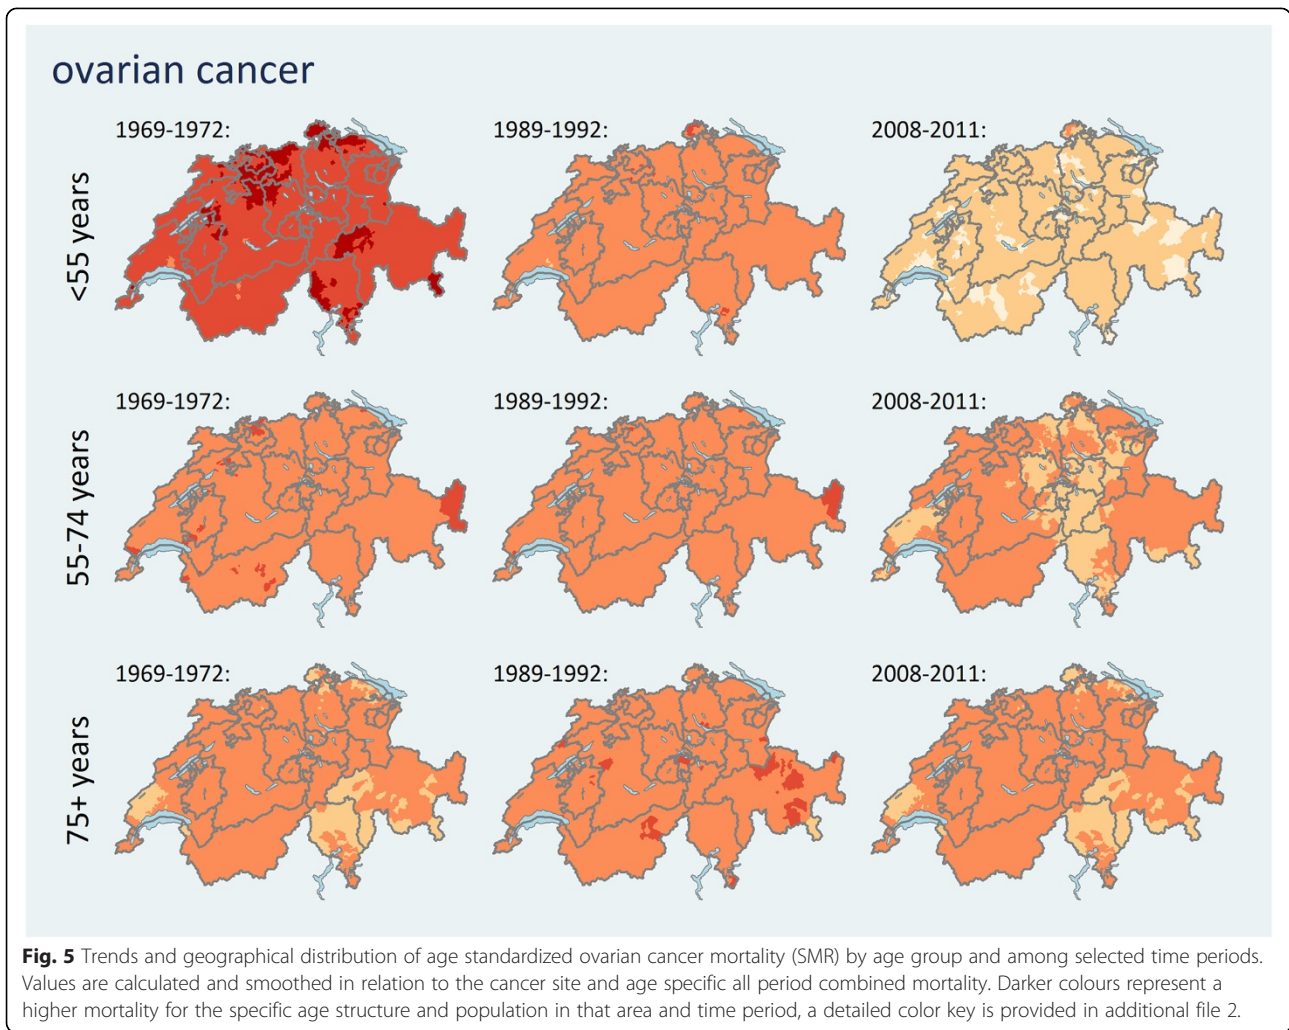 ovarian cancer
1969-1972:
1989-1992:
2008-2011:
<55 years
1969-1972:
1989-1992:
2008-2011:
55-74 years
1969-1972:
1989-1992:
2008-2011:
75+ years
Fig. 5 Trends and geographical distribution of age standardized ovarian cancer mortality (SMR) by age group and among selected time periods.
Values are calculated and smoothed in relation to the cancer site and age specific all period combined mortality. Darker colours represent a
higher mortality for the specific age structure and population in that area and time period, a detailed color key is provided in additional file 2.